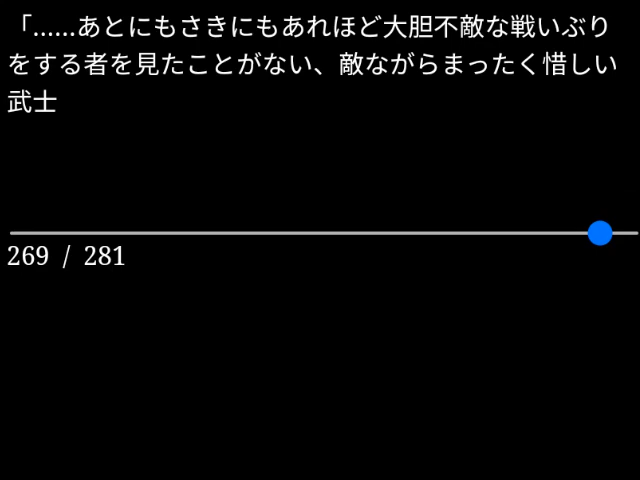 「……あとにもさきにもあれほど大胆不敵な戦いぶり
をする者を見たことがない、敵ながらまったく惜しい
武士
269 / 281